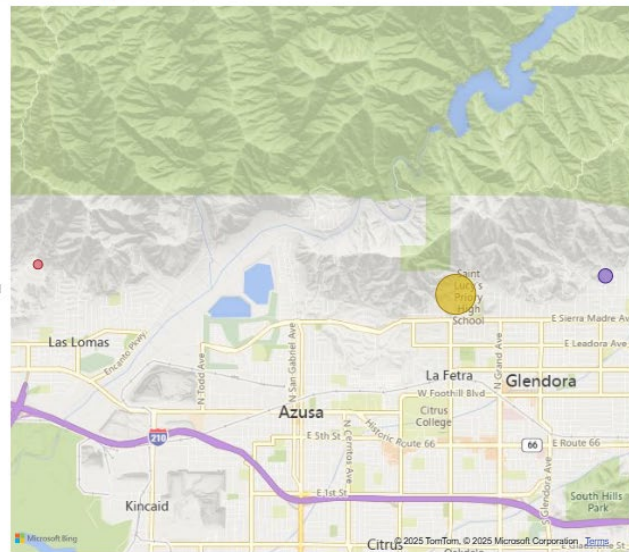 Saint
Lucy's
Priory
High
School
E Sierra Madre Av
Las Lomas
Encanto Pkwy
N Todd Ave
N San Gabriel Ave
E Leadora Ave
La Fetra
N Grand Ave
Glendora
W Foothill Blvd
Azusa
Citrus
College
210
E 5th St
N Cerritos Ave
Historic Route 66
66
E Route 66
E 1st St
S Glendora Ave
South Hills
Park
Kincaid
Citrus
Microsoft Bing
© 2025 TomTom, © 2025 Microsoft Corporation Terms